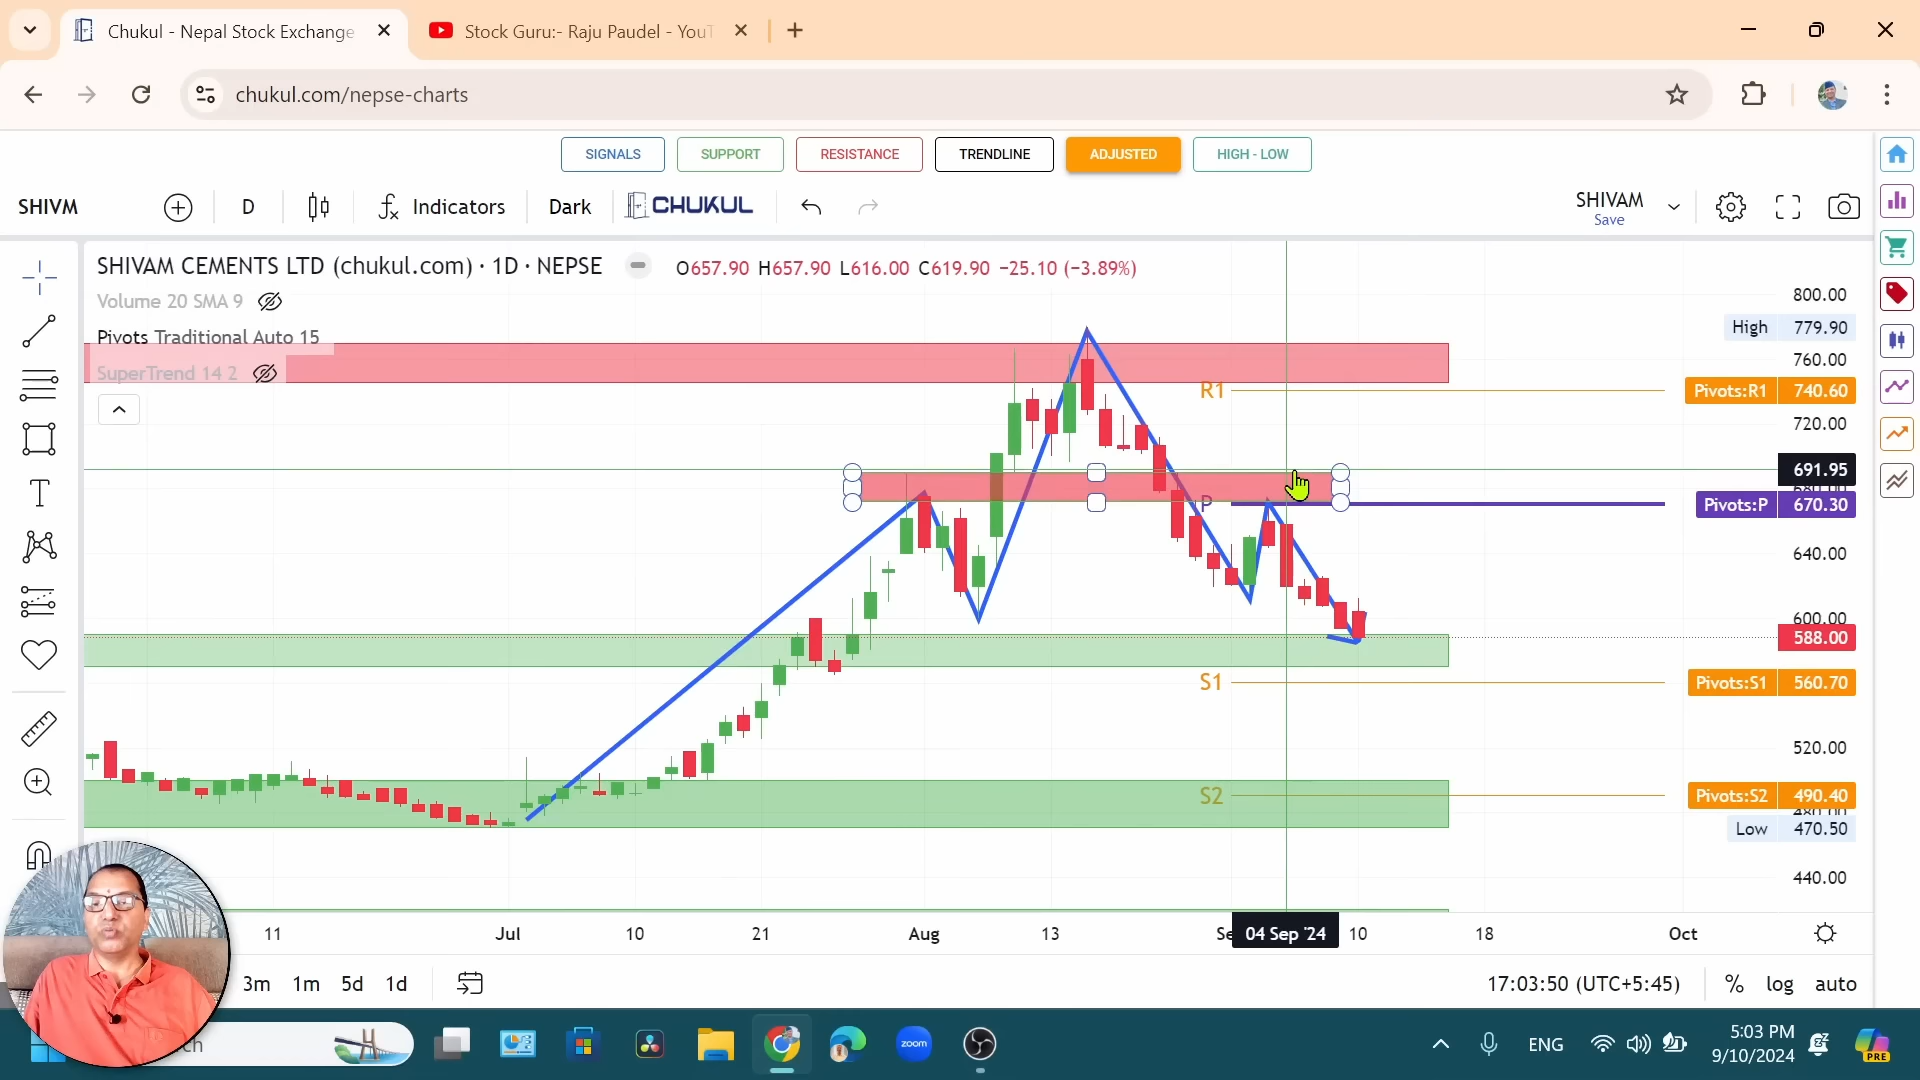 Chukul - Nepal Stock Exchange
Stock Guru:- Raju Paudel - YouT
chukul.com/nepse-charts
SIGNALS
SUPPORT
RESISTANCE
TRENDLINE
ADJUSTED
HIGH - LOW
SHIVM
D
Indicators
Dark
CHUKUL
SHIVAM
Save
SHIVAM CEMENTS LTD (chukul.com) · 1D · NEPSE
O657.90 H657.90 L616.00 C619.90 −25.10 (−3.89%)
Volume 20 SMA 9
Pivots Traditional Auto 15
SuperTrend 14 2
800.00
High 779.90
760.00
R1
Pivots:R1 740.60
720.00
691.95
P
Pivots:P 670.30
640.00
600.00
588.00
S1
Pivots:S1 560.70
520.00
S2
Pivots:S2 490.40
480.00
Low 470.50
440.00
11
Jul
10
21
Aug
13
Se
04 Sep '24
10
18
Oct
3m 1m 5d 1d
17:03:50 (UTC+5:45)
% log auto
rch
zoom
ENG
5:03 PM
9/10/2024
PRE